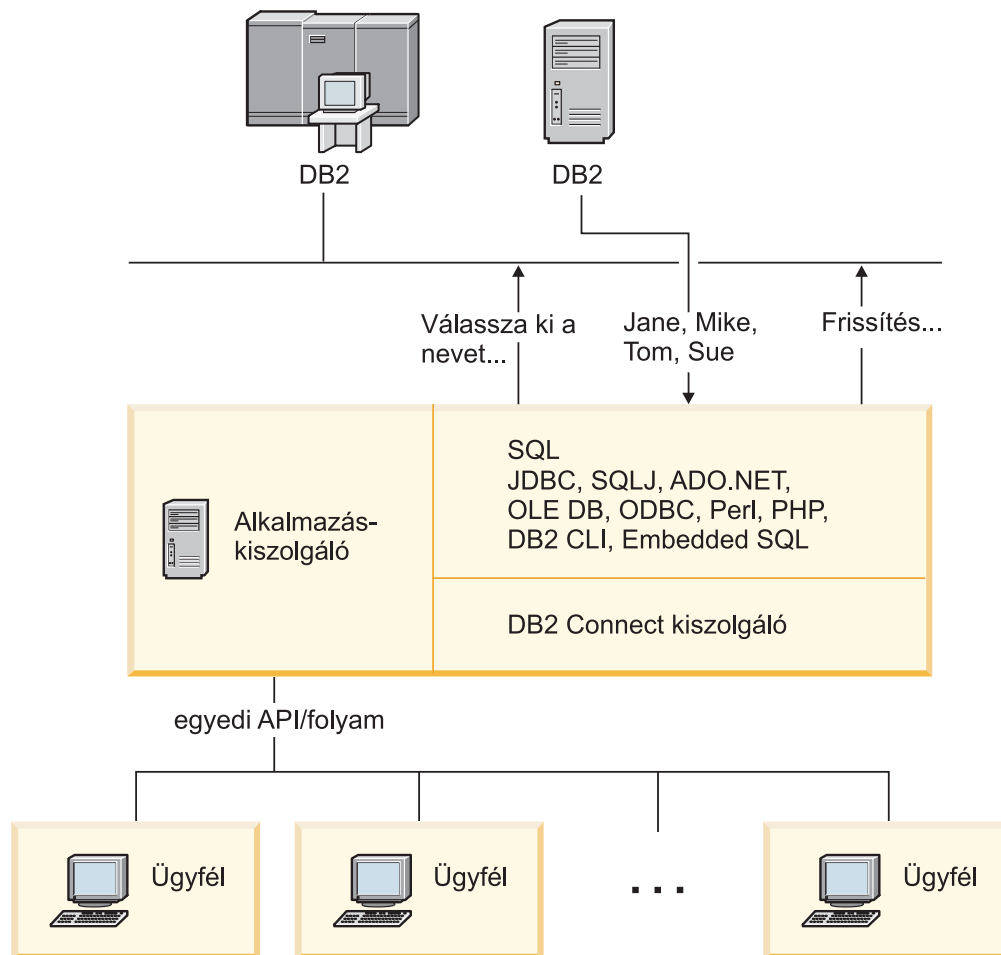 DB2
DB2
Válassza ki a
nevet...
Jane, Mike,
Tom, Sue
Frissítés...
Alkalmazás-
kiszolgáló
SQL
JDBC, SQLJ, ADO.NET,
OLE DB, ODBC, Perl, PHP,
DB2 CLI, Embedded SQL
DB2 Connect kiszolgáló
egyedi API/folyam
Ügyfél
Ügyfél
...
Ügyfél